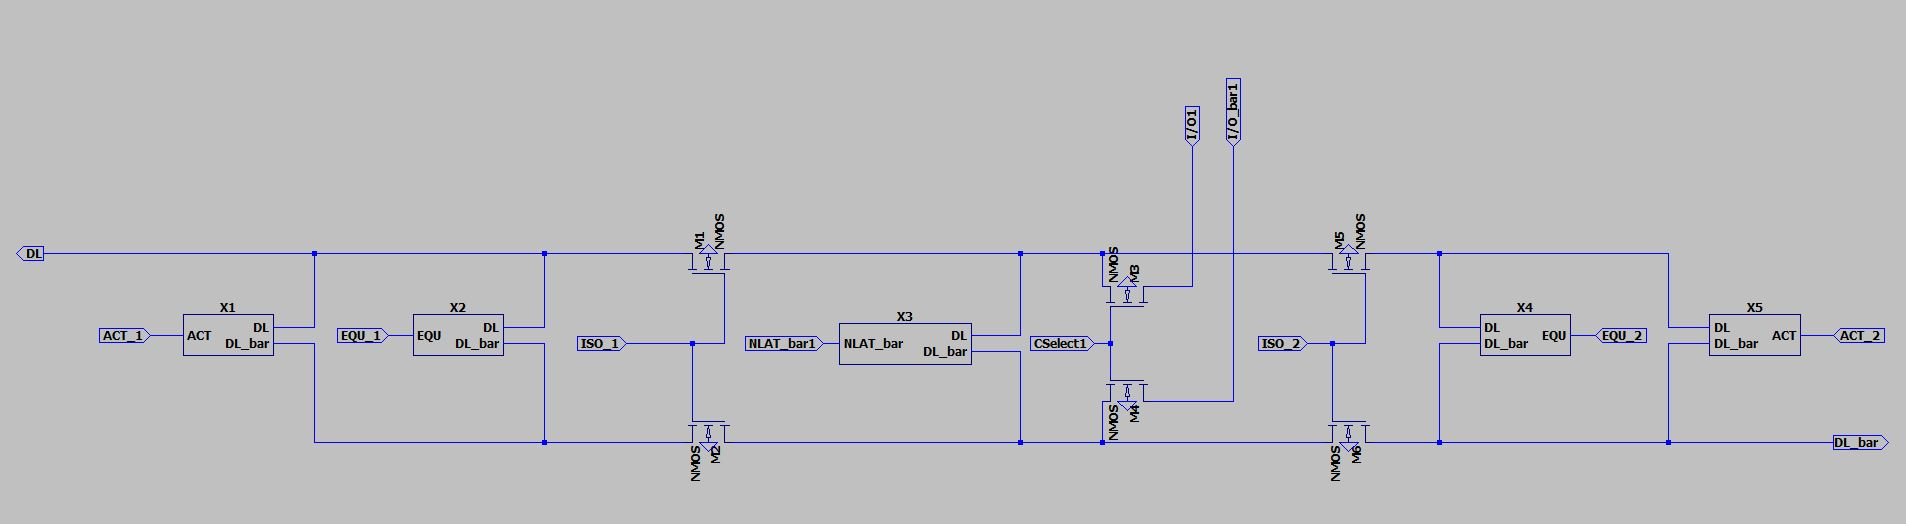 I/O1
I/O_bar1
M1
NMOS
M5
NMOS
DL
NMOS
M3
X1
ACT_1
ACT
DL
DL_bar
X2
EQU_1
EQU
DL
DL_bar
ISO_1
X3
NLAT_bar1
NLAT_bar
DL
DL_bar
CSelect1
ISO_2
X4
DL
DL_bar
EQU
EQU_2
X5
DL
DL_bar
ACT
ACT_2
NMOS
M4
NMOS
M2
NMOS
M6
DL_bar